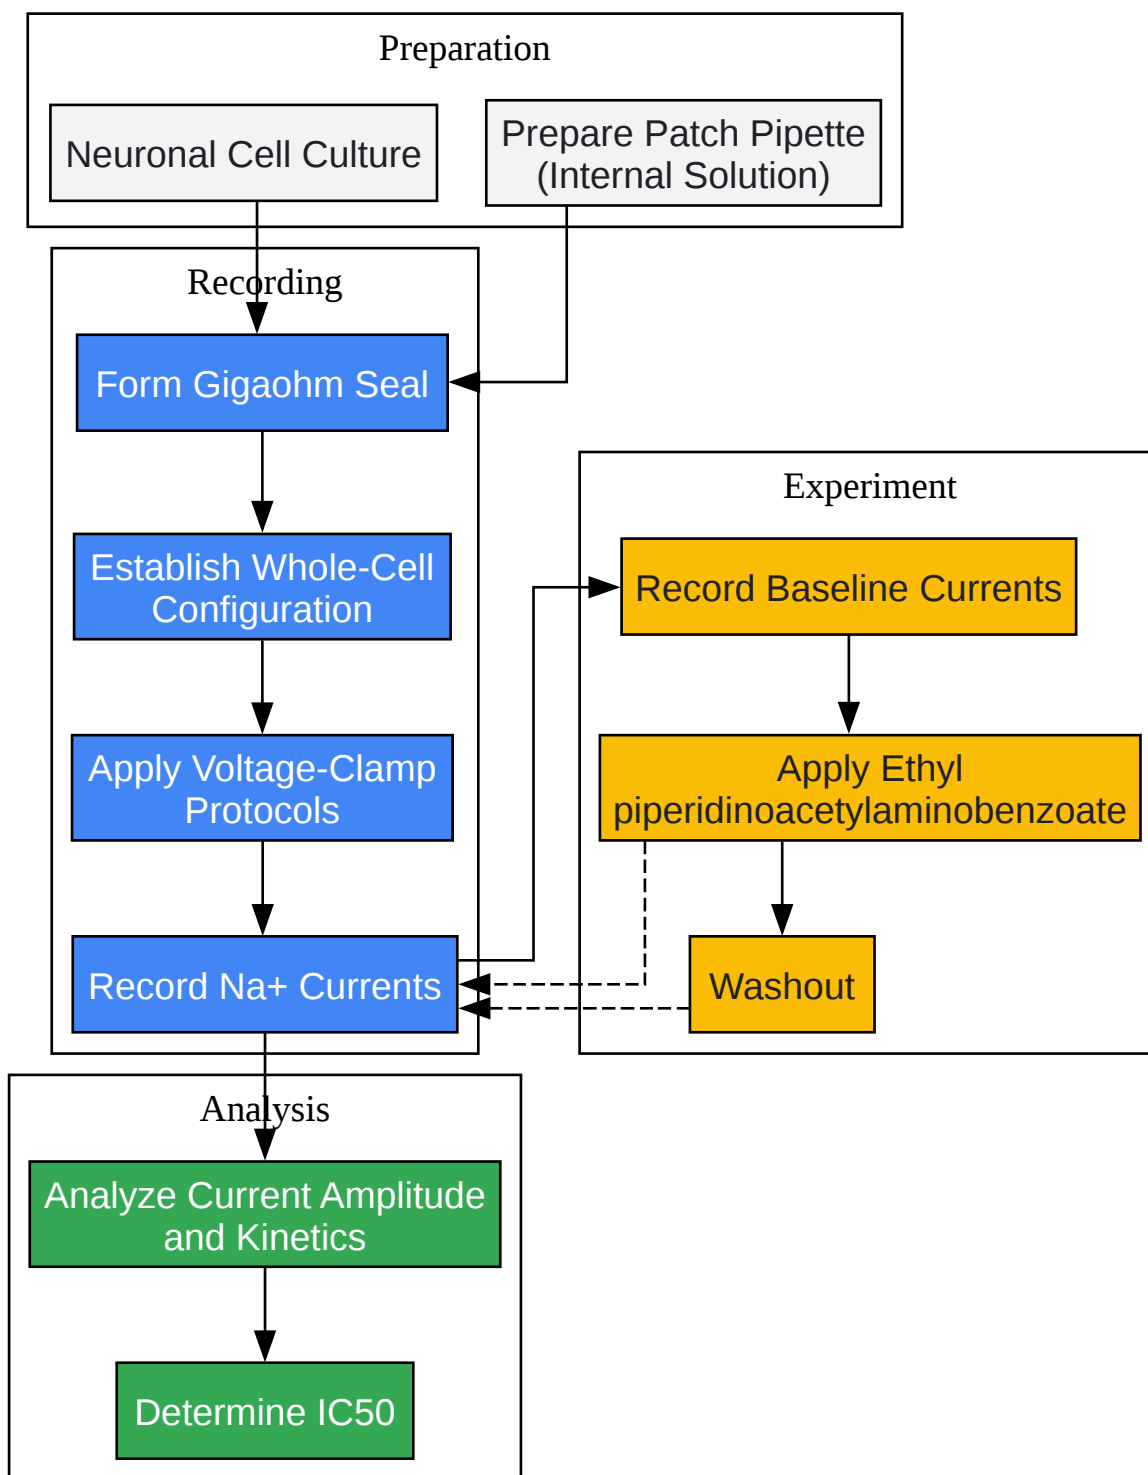 Preparation
Neuronal Cell Culture
Prepare Patch Pipette
(Internal Solution)
Recording
Form Gigaohm Seal
Establish Whole-Cell
Configuration
Apply Voltage-Clamp
Protocols
Record Na+ Currents
Experiment
Record Baseline Currents
Apply Ethyl
piperidinoacetylaminobenzoate
Washout
Analysis
Analyze Current Amplitude
and Kinetics
Determine IC50